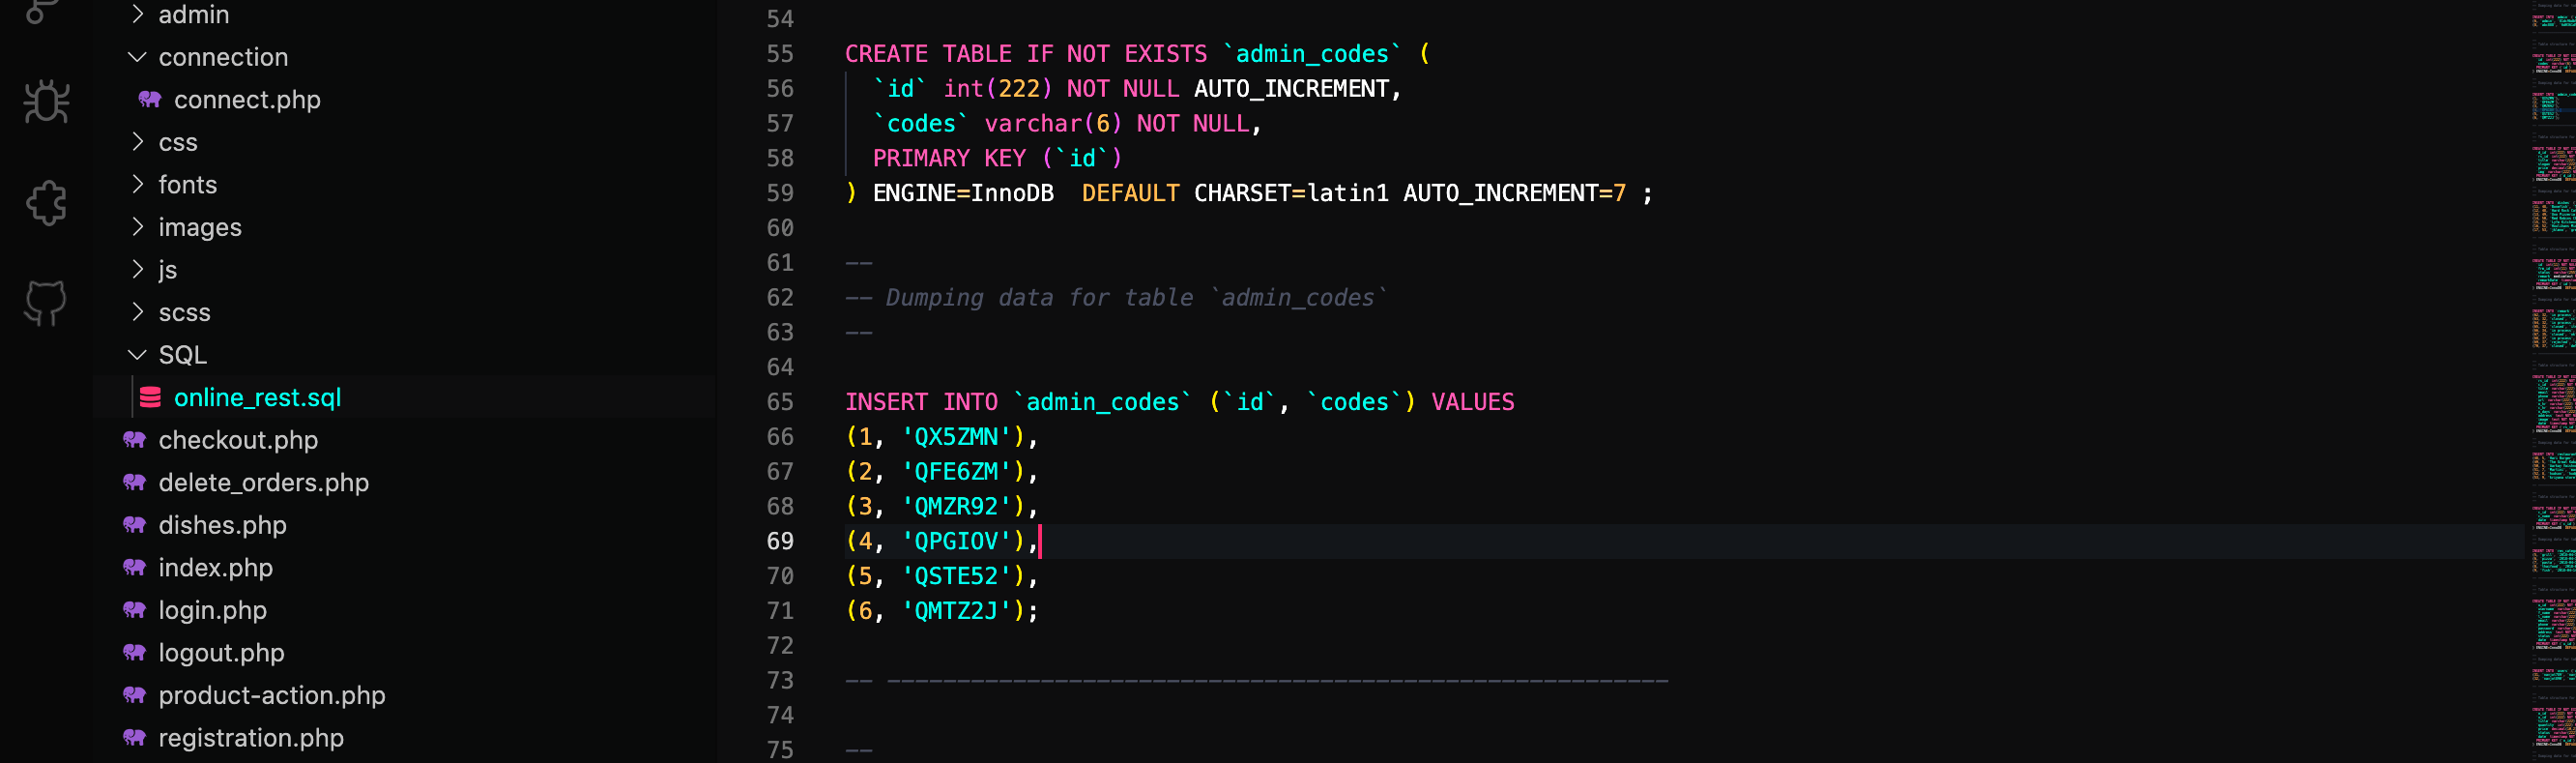 admin
connection
connect.php
css
fonts
images
js
scss
SQL
online_rest.sql
checkout.php
delete_orders.php
dishes.php
index.php
login.php
logout.php
product-action.php
registration.php
54
55 CREATE TABLE IF NOT EXISTS `admin_codes` (
56 `id` int(222) NOT NULL AUTO_INCREMENT,
57 `codes` varchar(6) NOT NULL,
58 PRIMARY KEY (`id`)
59 ) ENGINE=InnoDB  DEFAULT CHARSET=latin1 AUTO_INCREMENT=7 ;
60
61 --
62 -- Dumping data for table `admin_codes`
63 --
64
65 INSERT INTO `admin_codes` (`id`, `codes`) VALUES
66 (1, 'QX5ZMN'),
67 (2, 'QFE6ZM'),
68 (3, 'QMZR92'),
69 (4, 'QPGIOV'),
70 (5, 'QSTE52'),
71 (6, 'QMTZ2J');
72
73 -- --------------------------------------------------------
74
75 --